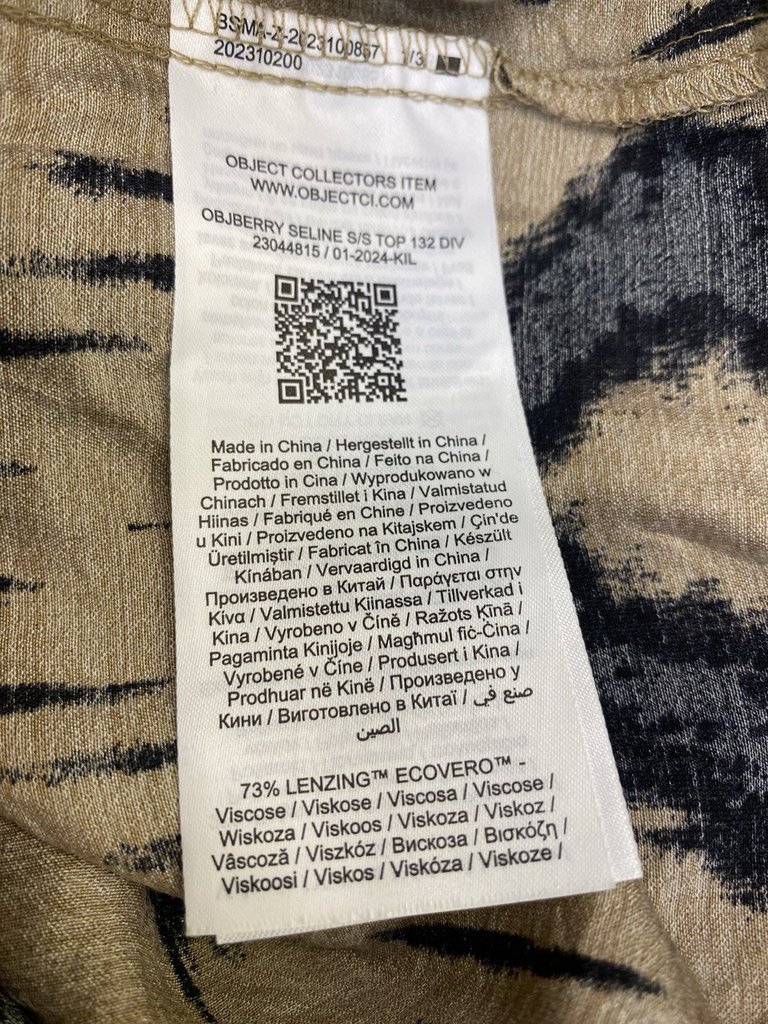 202310200
OBJECT COLLECTORS ITEM
WWW.OBJECTCI.COM
OBJBERRY SELINE S/S TOP 132 DIV
23044815 / 01-2024-KIL
Made in China / Hergestellt in China /
Fabricado en China / Feito na China /
Prodotto in Cina / Wyprodukowano w
Chinach / Fremstillet i Kina / Valmistatud
Hiinas / Fabriqué en Chine / Proizvedeno
u Kini / Proizvedeno na Kitajskem / Çin'de
Üretilmiştir / Fabricat în China / Készült
Kínában / Vervaardigd in China /
Произведено в Китай / Παράγεται στην
Κίνα / Valmistettu Kiinassa / Tillverkad i
Kina / Vyrobeno v Číně / Ražots Ķīnā /
Pagaminta Kinijoje / Magħmul fiċ-Ċina /
Vyrobené v Číne / Produsert i Kina /
Prodhuar në Kinë / Произведено у
Кини / Виготовлено в Китаї / صنع في
الصين
73% LENZING™ ECOVERO™ -
Viscose / Viskose / Viscosa / Viscose /
Wiskoza / Viskoos / Viskoza / Viskoz /
Vâscoză / Viszkóz / Вискоза / Βισκόζη /
Viskoosi / Viskos / Viskóza / Viskoze /